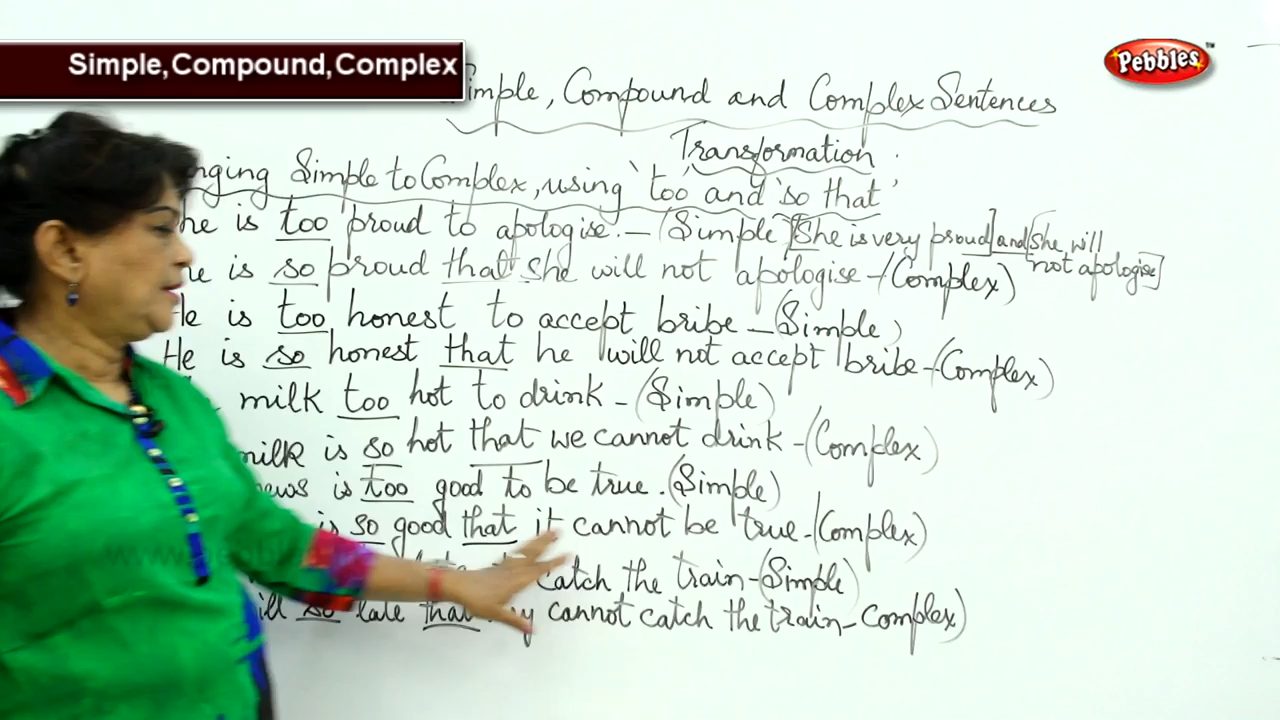 Simple,Compound,Complex
Pebbles™
Simple, Compound and Complex Sentences
Transformation
Simple to Complex, using 'too' and 'so that'
is too proud to apologise. – (Simple) [She is very proud] and [She will not apologise]
is so proud that she will not apologise – (Complex)
He is too honest to accept bribe – (Simple)
He is so honest that he will not accept bribe – (Complex)
milk too hot to drink – (Simple)
milk is so hot that we cannot drink – (Complex)
is too good to be true. (Simple)
is so good that it cannot be true – (Complex)
catch the train – (Simple)
so late that cannot catch the train – Complex)